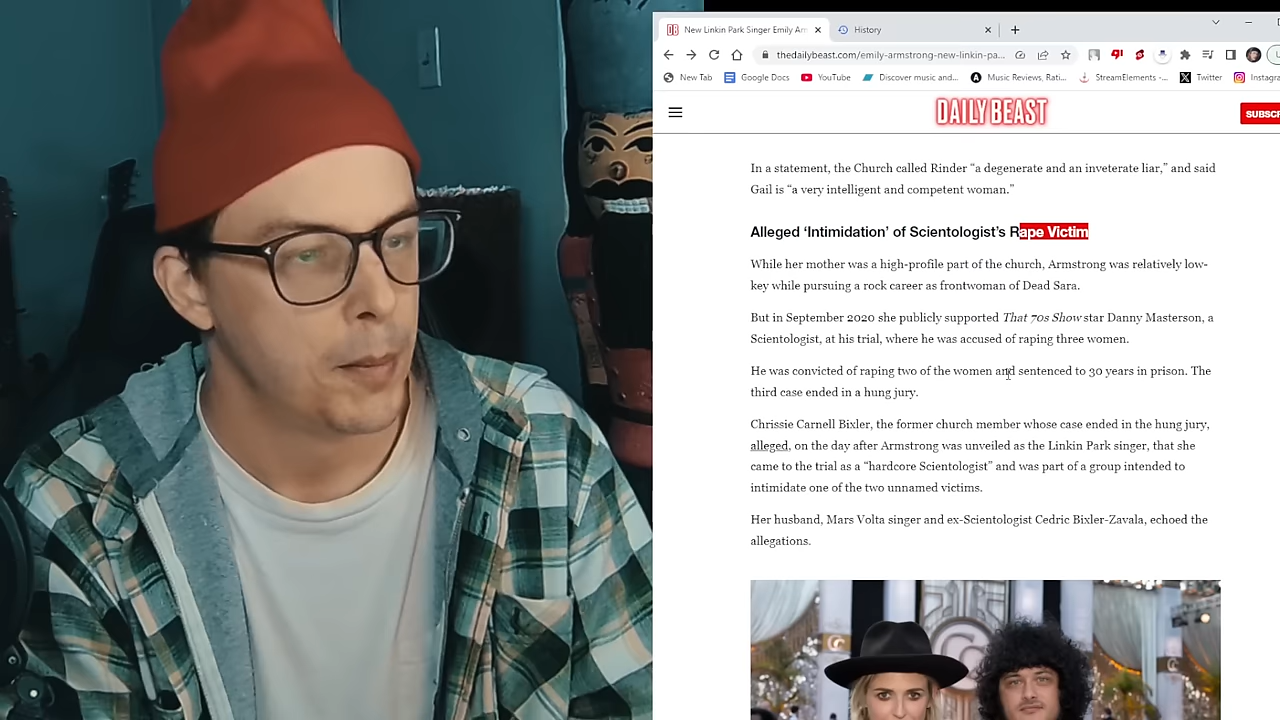 New Linkin Park Singer Emily Ar
History
thedailybeast.com/emily-armstrong-new-linkin-pa...
New Tab
Google Docs
YouTube
Discover music and...
Music Reviews, Rati...
StreamElements -...
Twitter
Instagra
DAILY BEAST
SUBSC
In a statement, the Church called Rinder “a degenerate and an inveterate liar,” and said
Gail is “a very intelligent and competent woman.”
Alleged ‘Intimidation’ of Scientologist’s Rape Victim
While her mother was a high-profile part of the church, Armstrong was relatively low-
key while pursuing a rock career as frontwoman of Dead Sara.
But in September 2020 she publicly supported That 70s Show star Danny Masterson, a
Scientologist, at his trial, where he was accused of raping three women.
He was convicted of raping two of the women and sentenced to 30 years in prison. The
third case ended in a hung jury.
Chrissie Carnell Bixler, the former church member whose case ended in the hung jury,
alleged, on the day after Armstrong was unveiled as the Linkin Park singer, that she
came to the trial as a “hardcore Scientologist” and was part of a group intended to
intimidate one of the two unnamed victims.
Her husband, Mars Volta singer and ex-Scientologist Cedric Bixler-Zavala, echoed the
allegations.